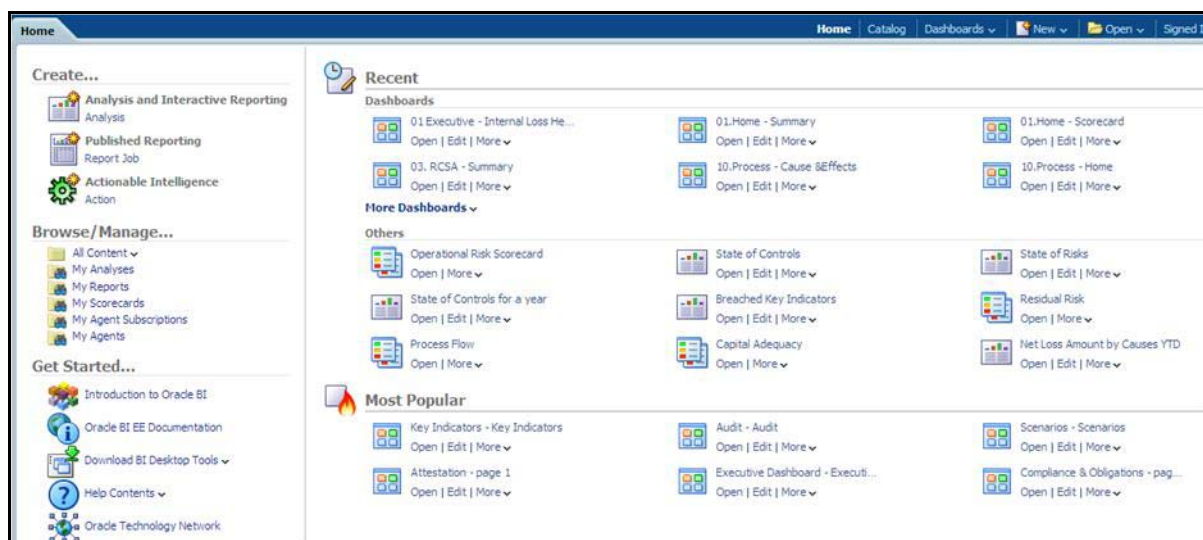 Home
Home Catalog Dashboards New Open Signed I
Create...
Analysis and Interactive Reporting
Analysis
Published Reporting
Report Job
Actionable Intelligence
Action
Browse/Manage...
All Content
My Analyses
My Reports
My Scorecards
My Agent Subscriptions
My Agents
Get Started...
Introduction to Oracle BI
Oracle BI EE Documentation
Download BI Desktop Tools
Help Contents
Oracle Technology Network
Recent
Dashboards
01 Executive - Internal Loss He... 01.Home - Summary 01.Home - Scorecard
Open | Edit | More Open | Edit | More Open | Edit | More
03. RCSA - Summary 10.Process - Cause &Effects 10.Process - Home
Open | Edit | More Open | Edit | More Open | Edit | More
More Dashboards
Others
Operational Risk Scorecard State of Controls State of Risks
Open | More Open | Edit | More Open | Edit | More
State of Controls for a year Breached Key Indicators Residual Risk
Open | Edit | More Open | Edit | More Open | More
Process Flow Capital Adequacy Net Loss Amount by Causes YTD
Open | More Open | More Open | Edit | More
Most Popular
Key Indicators - Key Indicators Audit - Audit Scenarios - Scenarios
Open | Edit | More Open | Edit | More Open | Edit | More
Attestation - page 1 Executive Dashboard - Executi... Compliance & Obligations - pag...
Open | Edit | More Open | Edit | More Open | Edit | More